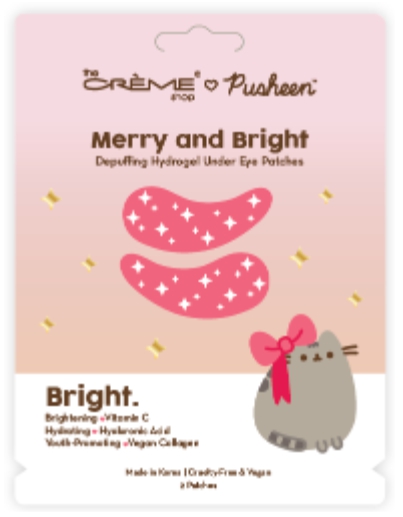 the CRÈME shop ♡ Pusheen
Merry and Bright
Depuffing Hydrogel Under Eye Patches
Bright.
Brightening • Vitamin C
Hydrating • Hyaluronic Acid
Youth-Promoting • Vegan Collagen
Made in Korea | Cruelty-Free & Vegan
2 Patches